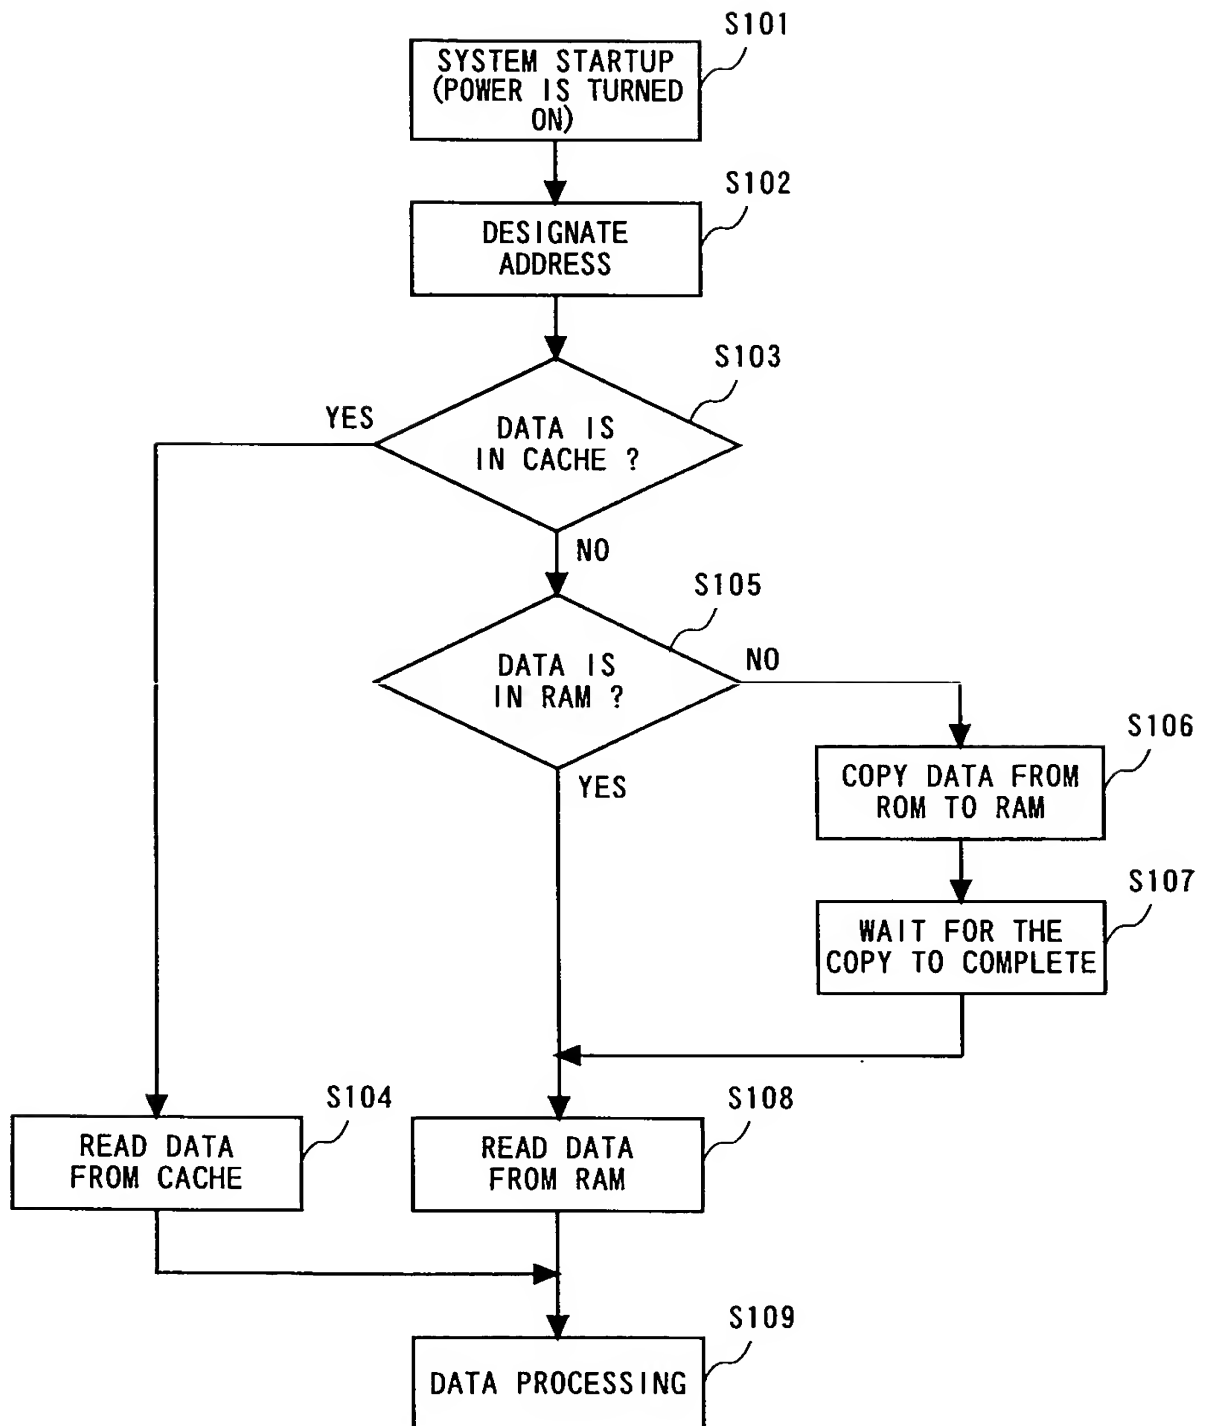 S101
SYSTEM STARTUP
(POWER IS TURNED
ON)
S102
DESIGNATE
ADDRESS
S103
YES
DATA IS
IN CACHE ?
NO
S105
DATA IS
IN RAM ?
NO
YES
S106
COPY DATA FROM
ROM TO RAM
S107
WAIT FOR THE
COPY TO COMPLETE
S104
READ DATA
FROM CACHE
S108
READ DATA
FROM RAM
S109
DATA PROCESSING